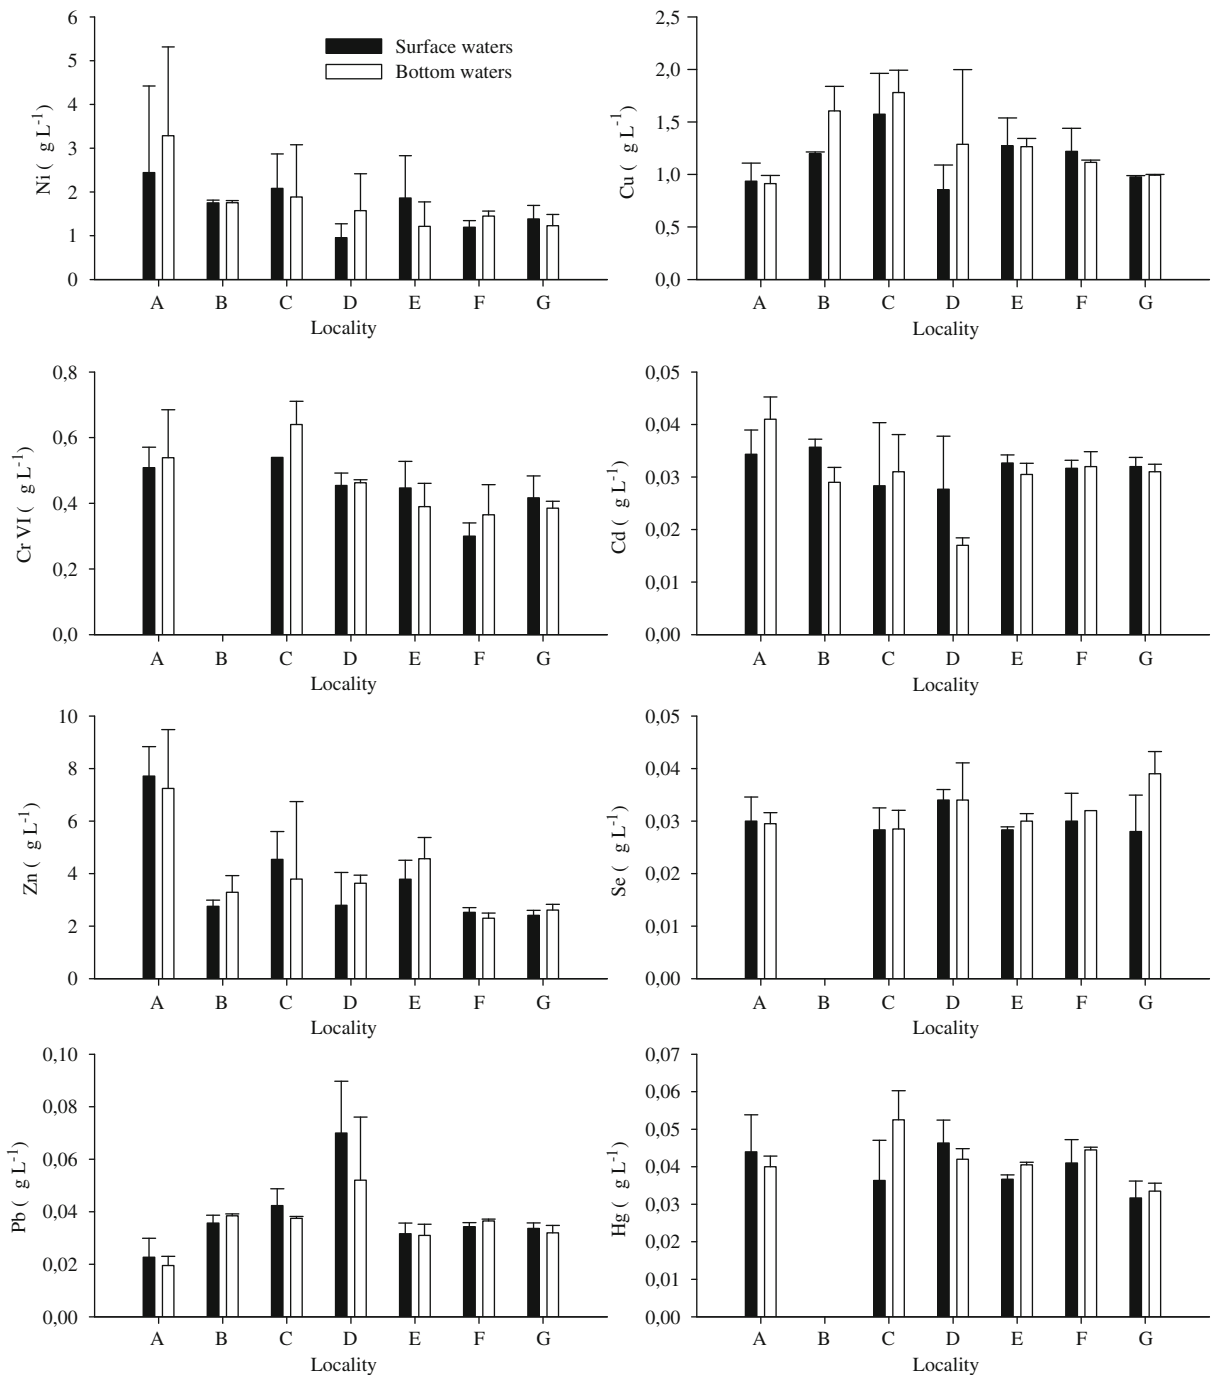 Ni ( g L-1)
6
5
4
3
2
1
0
Surface waters
Bottom waters
A B C D E F G
Locality
Cu ( g L-1)
2,5
2,0
1,5
1,0
0,5
0,0
A B C D E F G
Locality
Cr VI ( g L-1)
0,8
0,6
0,4
0,2
0,0
A B C D E F G
Locality
Cd ( g L-1)
0,05
0,04
0,03
0,02
0,01
0,00
A B C D E F G
Locality
Zn ( g L-1)
10
8
6
4
2
0
A B C D E F G
Locality
Se ( g L-1)
0,05
0,04
0,03
0,02
0,01
0,00
A B C D E F G
Locality
Pb ( g L-1)
0,10
0,08
0,06
0,04
0,02
0,00
A B C D E F G
Locality
Hg ( g L-1)
0,07
0,06
0,05
0,04
0,03
0,02
0,01
0,00
A B C D E F G
Locality